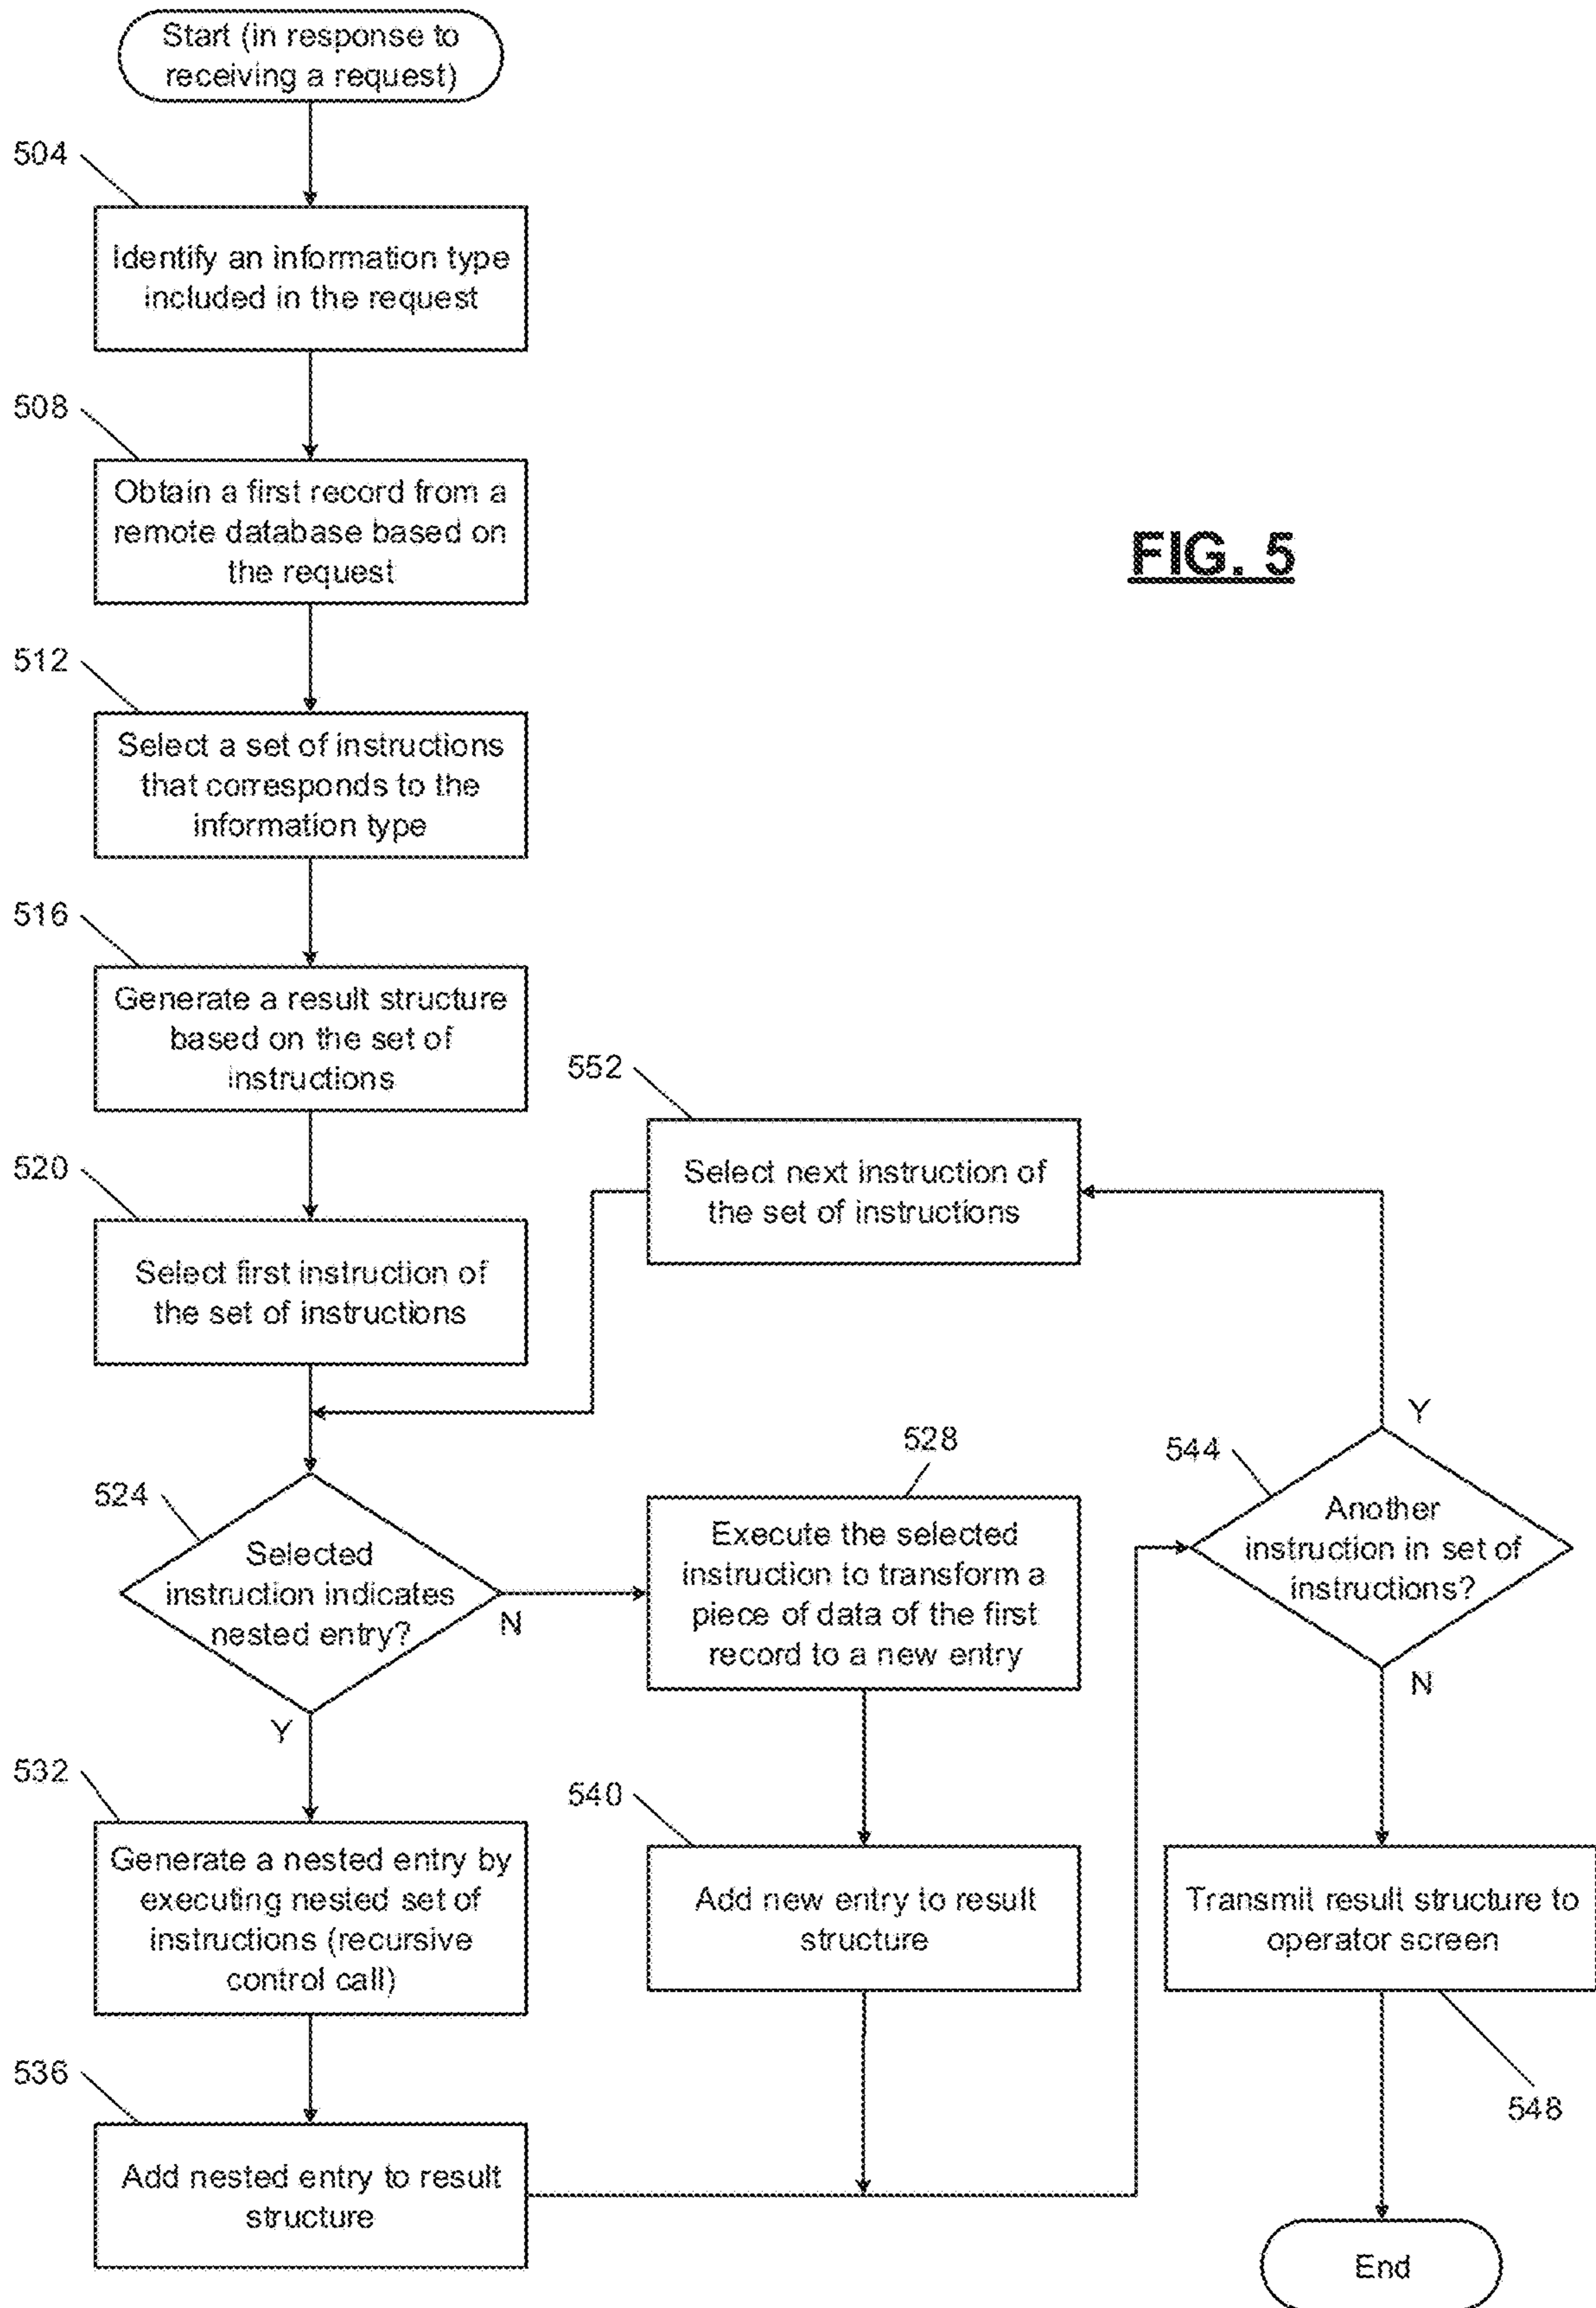 Start (in response to
receiving a request)
504
Identify an information type
included in the request
508
Obtain a first record from a
remote database based on
the request
FIG. 5
512
Select a set of instructions
that corresponds to the
information type
516
Generate a result structure
based on the set of
instructions
552
Select next instruction of
the set of instructions
520
Select first instruction of
the set of instructions
524
Selected
instruction indicates
nested entry?
N
Y
528
Execute the selected
instruction to transform a
piece of data of the first
record to a new entry
544
Another
instruction in set of
instructions?
Y
N
532
Generate a nested entry by
executing nested set of
instructions (recursive
control call)
540
Add new entry to result
structure
Transmit result structure to
operator screen
548
536
Add nested entry to result
structure
End